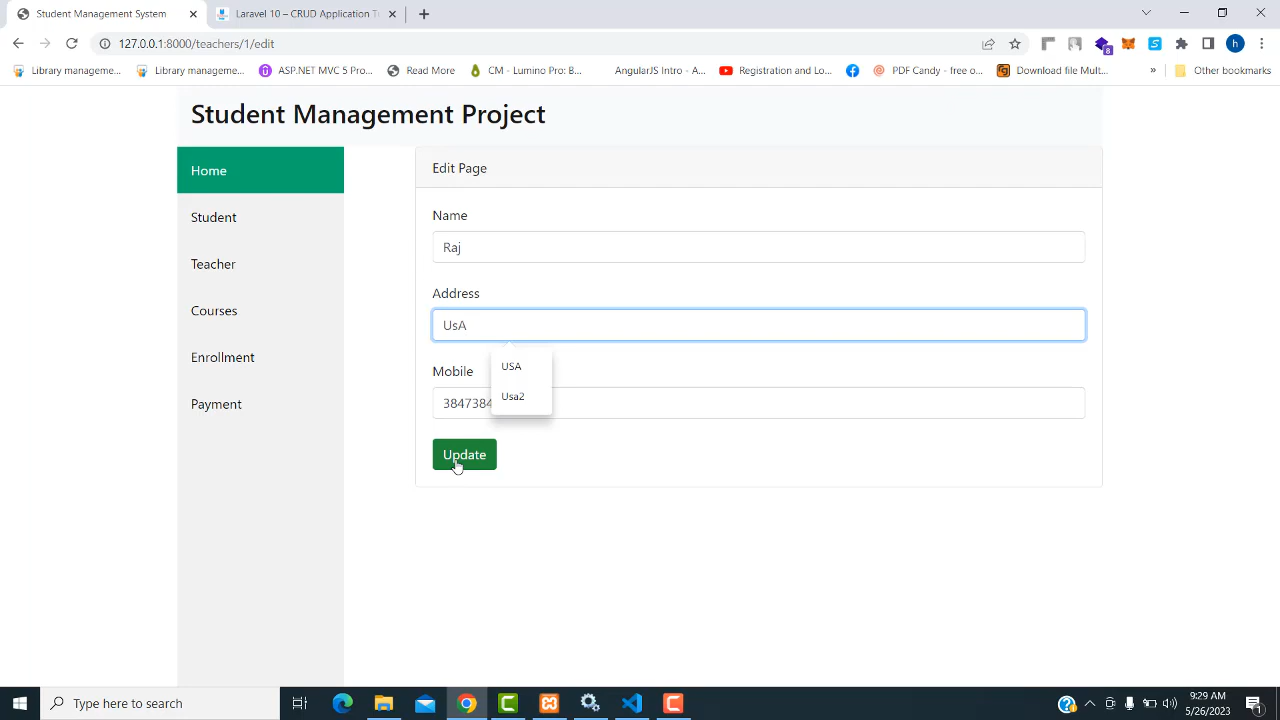 Student Management System
Laravel 10 – CRUD Application T
127.0.0.1:8000/teachers/1/edit
8
h
Library manageme...
Library manageme...
ASP.NET MVC 5 Pro...
Read More
CM - Lumino Pro: B...
AngularJS Intro - A...
Registration and Lo...
PDF Candy - free o...
Download file Mult...
»
Other bookmarks
Student Management Project
Home
Student
Teacher
Courses
Enrollment
Payment
Edit Page
Name
Raj
Address
UsA
USA
Usa2
Mobile
384738
Update
Type here to search
9:29 AM
5/26/2023